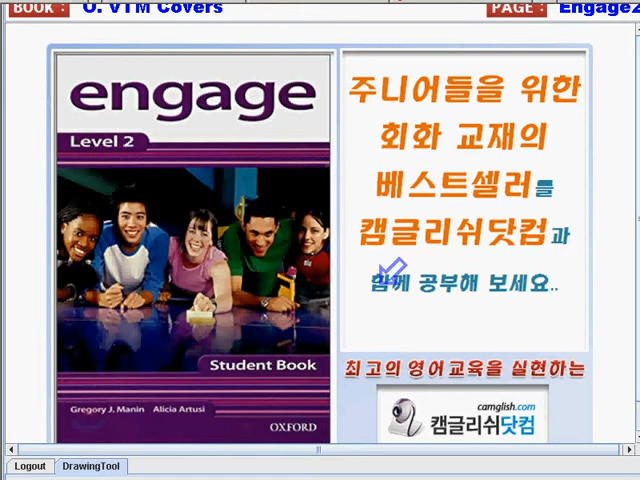 BOOK : 0. VTM Covers
PAGE : Engage2
engage
Level 2
Student Book
Gregory J. Manin Alicia Artusi
OXFORD
주니어들을 위한
회화 교재의
베스트셀러를
캠글리쉬닷컴과
함께 공부해 보세요..
최고의 영어교육을 실현하는
camglish.com
캠글리쉬닷컴
Logout
DrawingTool